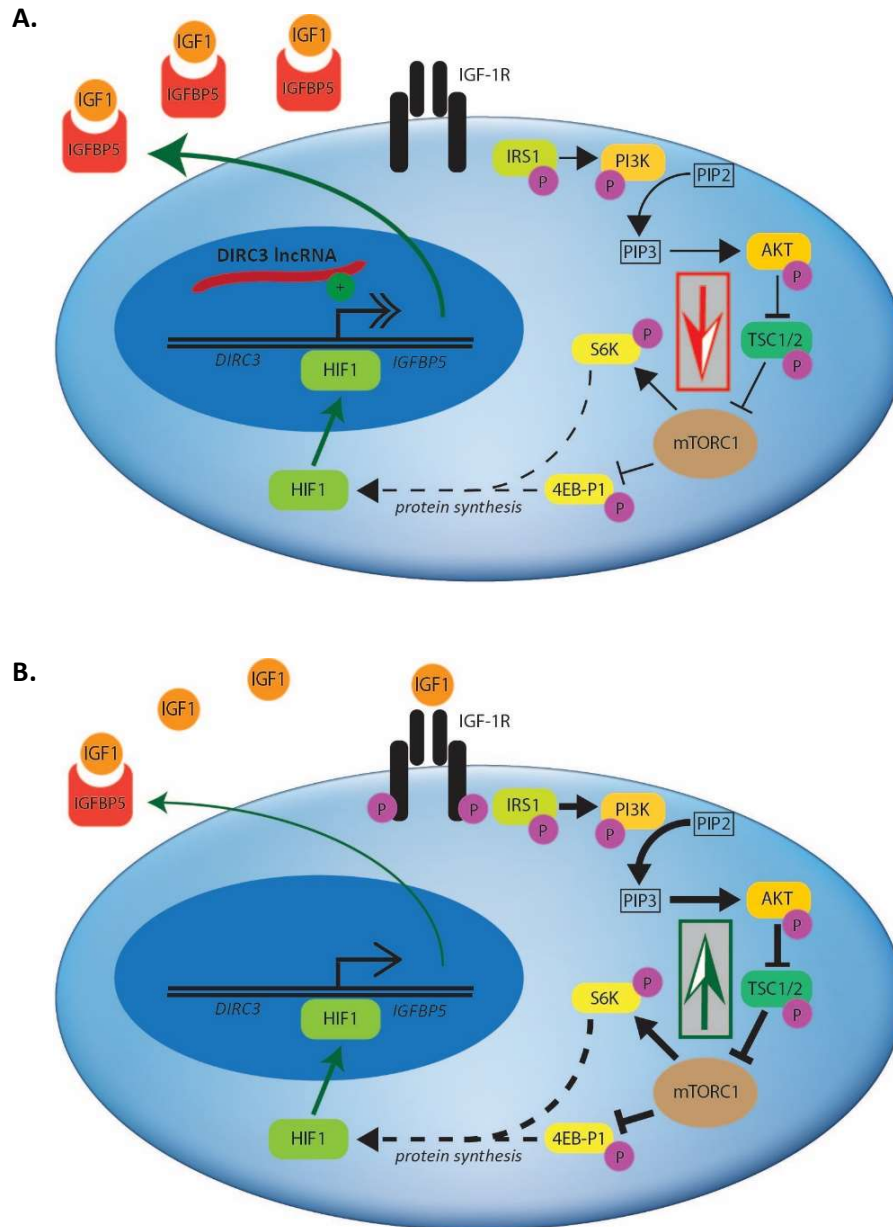 A.
IGF1
IGFBP5
IGF1
IGFBP5
IGF1
IGFBP5
IGF-1R
IRS1
P
PI3K
P
PIP2
PIP3
AKT
P
DIRC3 lncRNA
+
DIRC3
IGFBP5
HIF1
S6K
P
TSC1/2
P
mTORC1
HIF1
protein synthesis
4EB-P1
P
B.
IGF1
IGF1
IGF1
IGFBP5
IGF1
IGF-1R
P
P
IRS1
P
PI3K
P
PIP2
PIP3
AKT
P
DIRC3
IGFBP5
HIF1
S6K
P
TSC1/2
P
mTORC1
HIF1
protein synthesis
4EB-P1
P